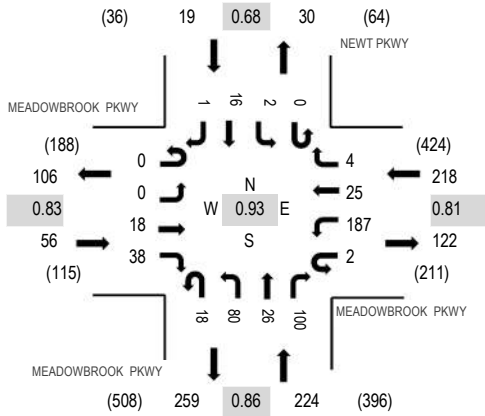 (36) 19 0.68 30 (64)
NEWT PKWY
MEADOWBROOK PKWY
1 16 2 0
(188) (424)
0 4
106 218
0 N 25
0.83 W 0.93 E 0.81
18 187
56 S 122
38 2
(115) (211)
18 80 26 100
MEADOWBROOK PKWY
MEADOWBROOK PKWY
(508) 259 0.86 224 (396)